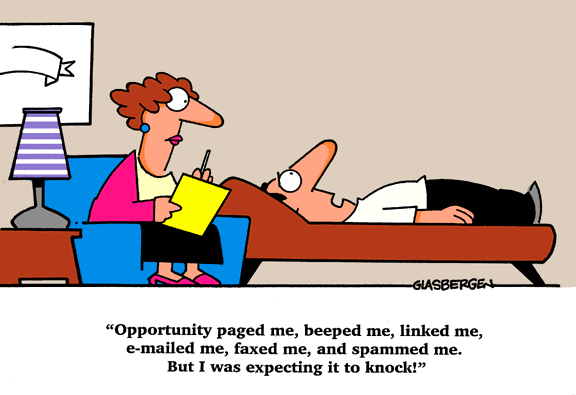 GLASBERGEN
“Opportunity paged me, beeped me, linked me,
e-mailed me, faxed me, and spammed me.
But I was expecting it to knock!”